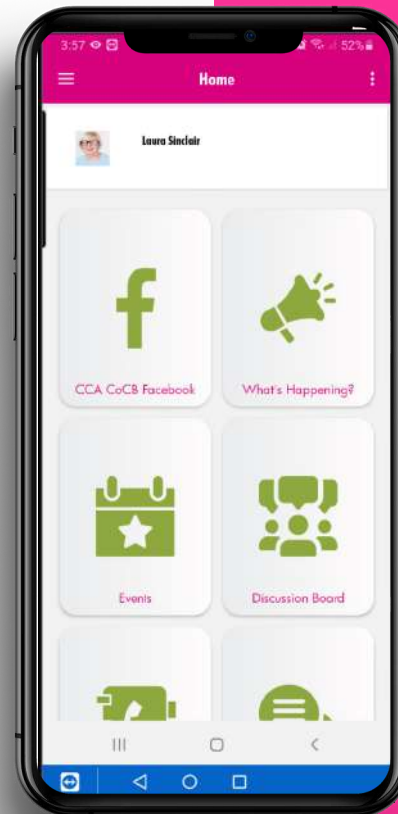 3:57
52%
Home
Laura Sinclair
CCA CoCB Facebook
What's Happening?
Events
Discussion Board